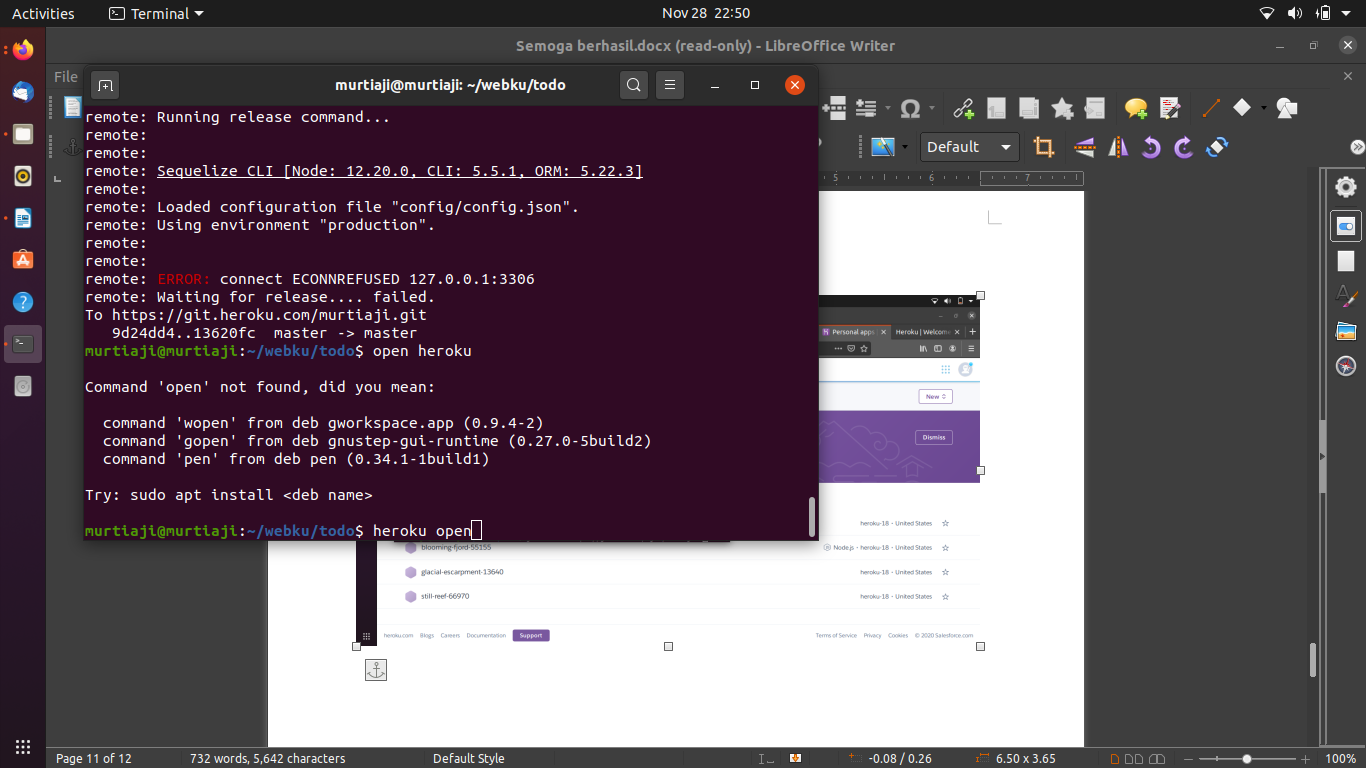 Activities
Terminal
Nov 28 22:50
Semoga berhasil.docx (read-only) - LibreOffice Writer
File
murtiaji@murtiaji: ~/webku/todo
Default
remote: Running release command...
remote:
remote:
remote: Sequelize CLI [Node: 12.20.0, CLI: 5.5.1, ORM: 5.22.3]
remote:
remote: Loaded configuration file "config/config.json".
remote: Using environment "production".
remote:
remote:
remote: ERROR: connect ECONNREFUSED 127.0.0.1:3306
remote: Waiting for release.... failed.
To https://git.heroku.com/murtiaji.git
9d24dd4..13620fc master -> master
murtiaji@murtiaji:~/webku/todo$ open heroku
Command 'open' not found, did you mean:
command 'wopen' from deb gworkspace.app (0.9.4-2)
command 'gopen' from deb gnustep-gui-runtime (0.27.0-5build2)
command 'pen' from deb pen (0.34.1-1build1)
Try: sudo apt install <deb name>
murtiaji@murtiaji:~/webku/todo$ heroku open
5 6 7
Personal apps
Heroku | Welcome
New
Dismiss
heroku-18 - United States
blooming-fjord-55155
Node.js - heroku-18 - United States
glacial-escarpment-13640
heroku-18 - United States
still-reef-66970
heroku-18 - United States
heroku.com Blogs Careers Documentation Support
Terms of Service Privacy Cookies © 2020 Salesforce.com
Page 11 of 12
732 words, 5,642 characters
Default Style
-0.08 / 0.26
6.50 x 3.65
100%